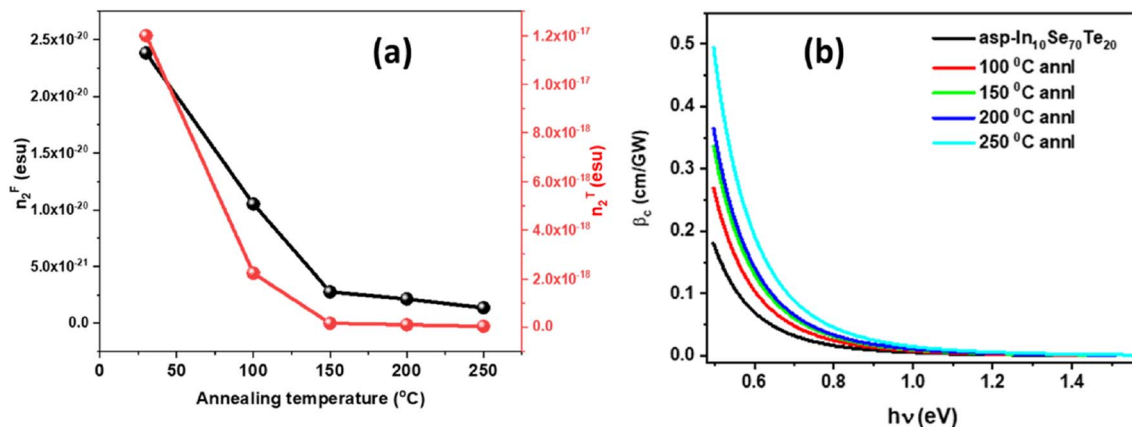 (a)
n₂ᶠ (esu)
2.5x10⁻²⁰
2.0x10⁻²⁰
1.5x10⁻²⁰
1.0x10⁻²⁰
5.0x10⁻²¹
0.0
1.2x10⁻¹⁷
1.0x10⁻¹⁷
8.0x10⁻¹⁸
6.0x10⁻¹⁸
4.0x10⁻¹⁸
2.0x10⁻¹⁸
0.0
n₂ᵀ (esu)
0 50 100 150 200 250
Annealing temperature (°C)
(b)
asp-In₁₀Se₇₀Te₂₀
100 ⁰C annl
150 ⁰C annl
200 ⁰C annl
250 ⁰C annl
β꜀ (cm/GW)
0.5
0.4
0.3
0.2
0.1
0.0
0.6 0.8 1.0 1.2 1.4
hν (eV)